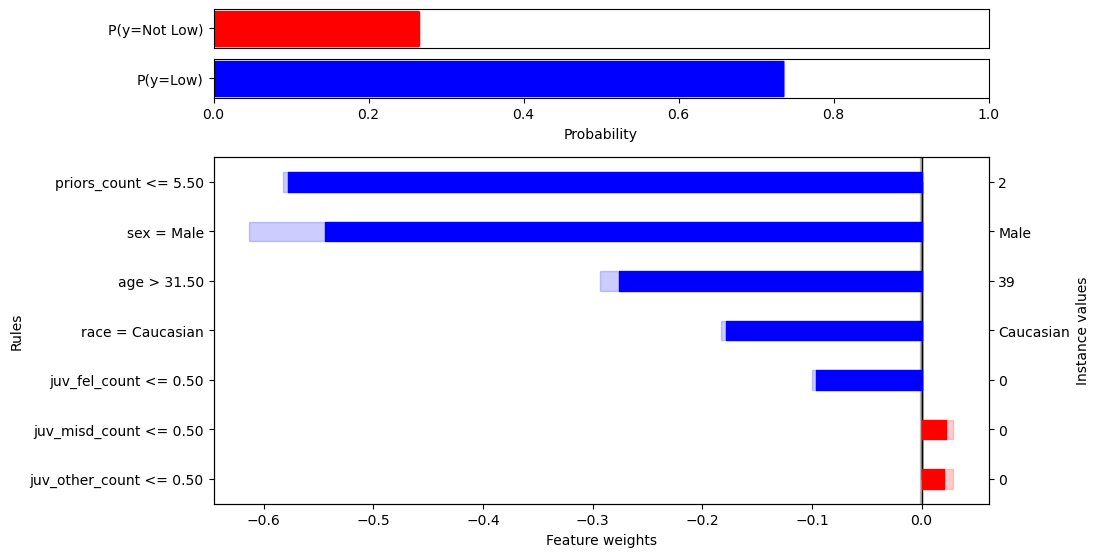 P(y=Not Low)
P(y=Low)
0.0 0.2 0.4 0.6 0.8 1.0
Probability
priors_count <= 5.50 2
sex = Male Male
age > 31.50 39
race = Caucasian Caucasian
juv_fel_count <= 0.50 0
juv_misd_count <= 0.50 0
juv_other_count <= 0.50 0
Rules
Instance values
−0.6 −0.5 −0.4 −0.3 −0.2 −0.1 0.0
Feature weights